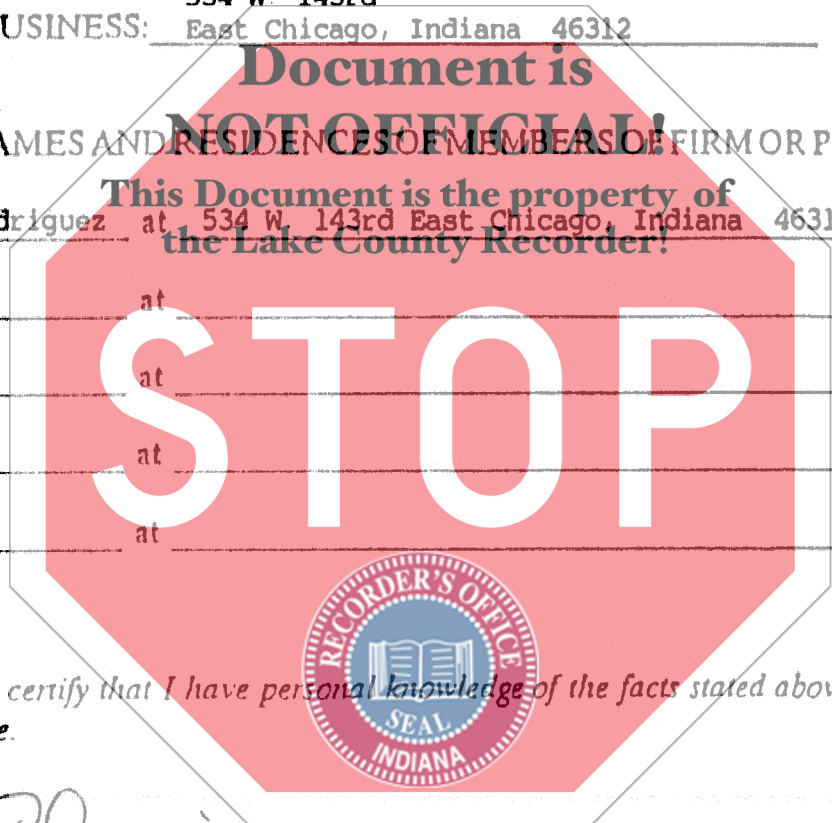 534 W 143rd
USINESS: East Chicago, Indiana 46312
Document is
NOT OFFICIAL!
AMES AND RESIDENCES OF MEMBERS OF FIRM OR P
This Document is the property of
driguez at 534 W 143rd East Chicago, Indiana 4631
the Lake County Recorder!
at
at
at
at
STOP
RECORDER'S OFFICE
SEAL
INDIANA
certify that I have personal knowledge of the facts stated abov
e.